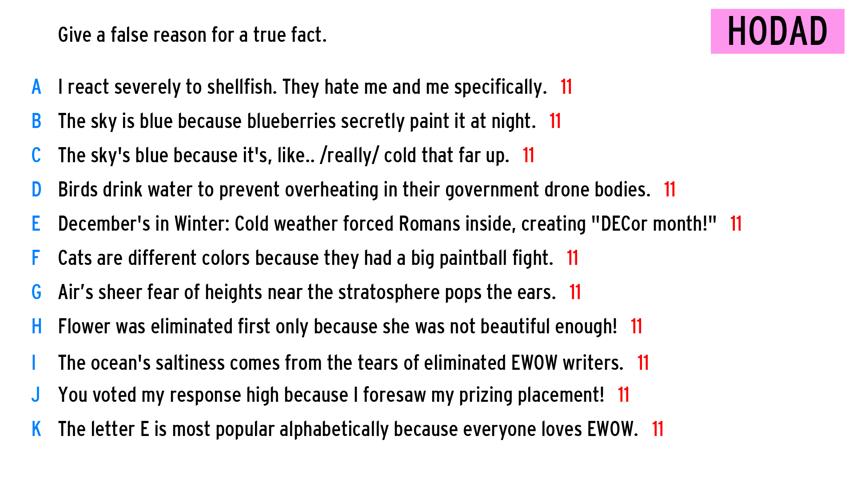 Give a false reason for a true fact.
HODAD
A I react severely to shellfish. They hate me and me specifically. 11
B The sky is blue because blueberries secretly paint it at night. 11
C The sky's blue because it's, like.. /really/ cold that far up. 11
D Birds drink water to prevent overheating in their government drone bodies. 11
E December's in Winter: Cold weather forced Romans inside, creating "DECor month!" 11
F Cats are different colors because they had a big paintball fight. 11
G Air’s sheer fear of heights near the stratosphere pops the ears. 11
H Flower was eliminated first only because she was not beautiful enough! 11
I The ocean's saltiness comes from the tears of eliminated EWOW writers. 11
J You voted my response high because I foresaw my prizing placement! 11
K The letter E is most popular alphabetically because everyone loves EWOW. 11